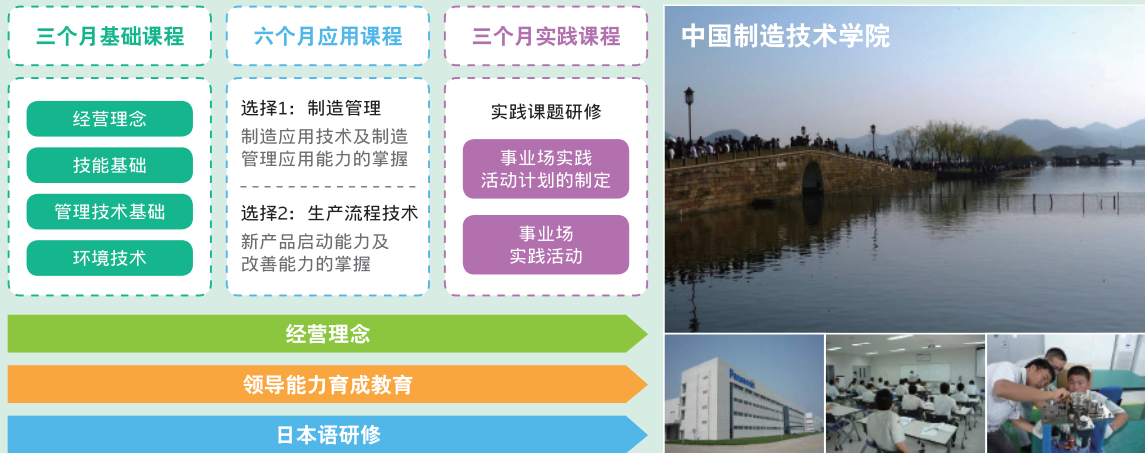 三个月基础课程
经营理念
技能基础
管理技术基础
环境技术
六个月应用课程
选择1：制造管理
制造应用技术及制造
管理应用能力的掌握
选择2：生产流程技术
新产品启动能力及
改善能力的掌握
三个月实践课程
实践课题研修
事业场实践
活动计划的制定
事业场
实践活动
经营理念
领导能力育成教育
日本语研修
中国制造技术学院
Panasonic